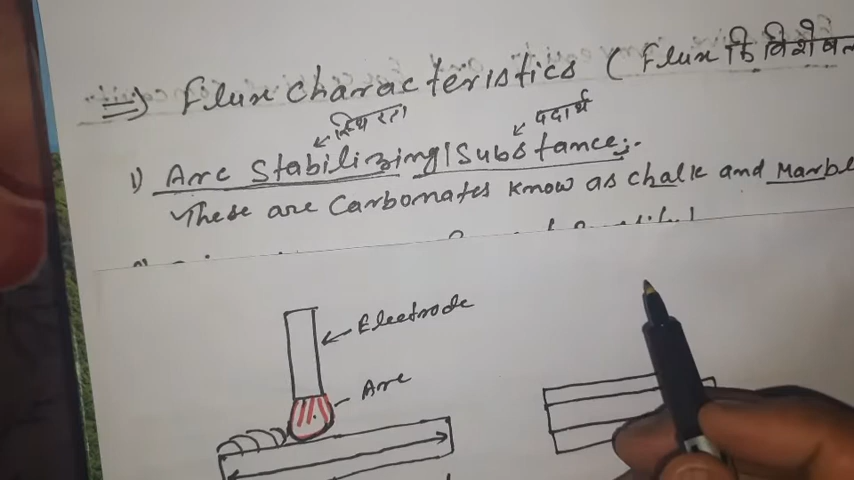 => Flux characteristics ( Flux कि विशेषत
स्थिरता पदार्थ
1) Arc Stabilizing | Substance :-
These are Carbomates know as chalk and Marble
Electrode
Arc